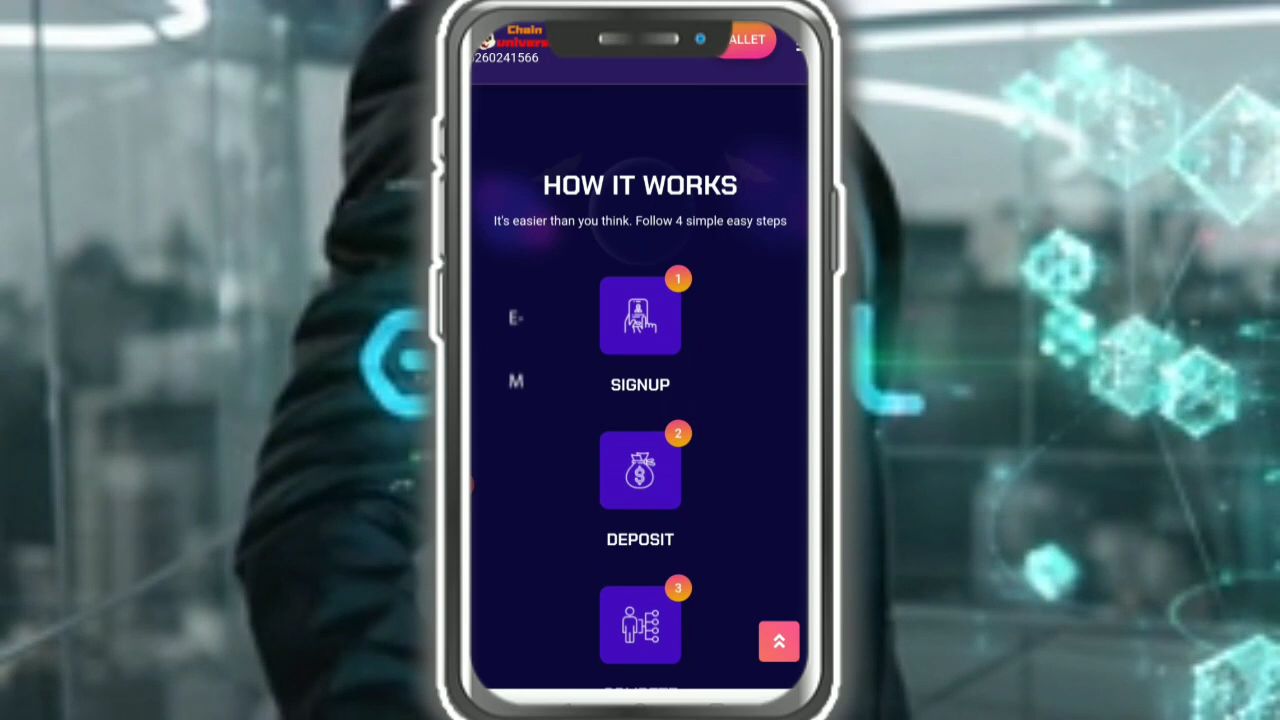 Chain
univers
260241566
ALLET
HOW IT WORKS
It's easier than you think. Follow 4 simple easy steps
1
E-
SIGNUP
M
2
$
DEPOSIT
3
L